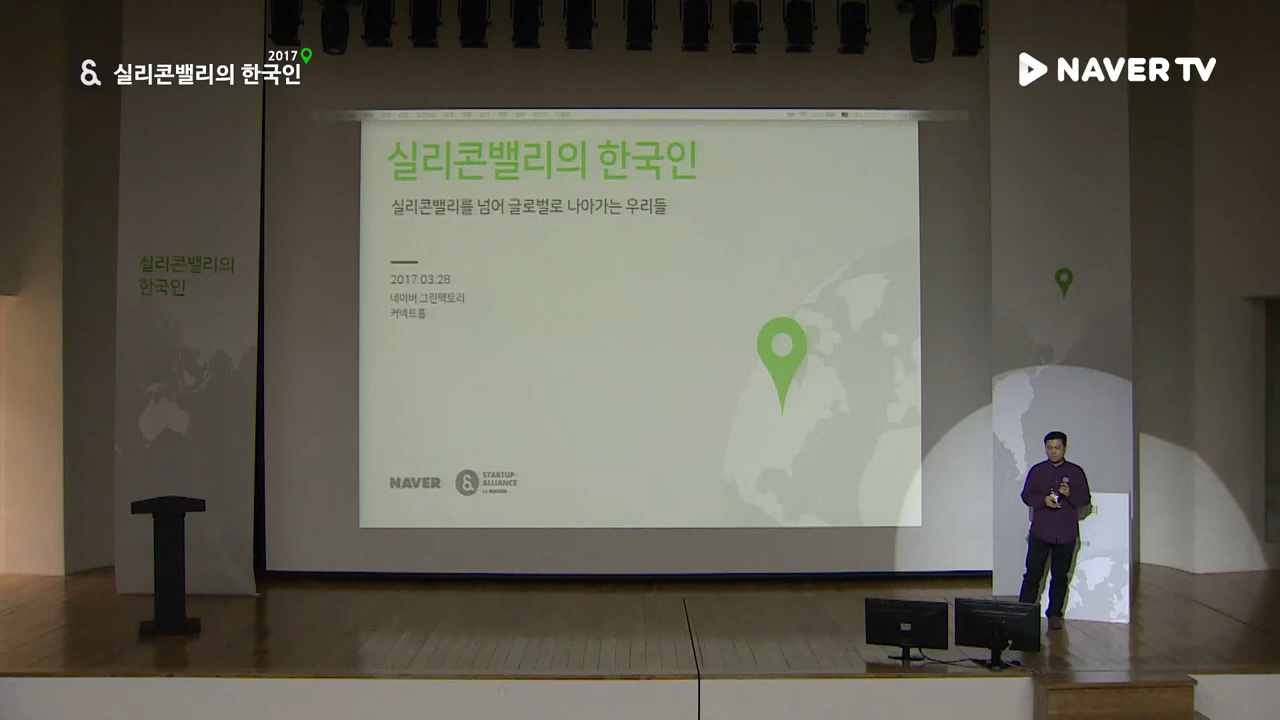 2017
& 실리콘밸리의 한국인
NAVER TV
실리콘밸리의 한국인
실리콘밸리를 넘어 글로벌로 나아가는 우리들
2017.03.28
네이버 그린팩토리
커넥트홀
NAVER
&
STARTUP
ALLIANCE
by NAVER
실리콘밸리의
한국인